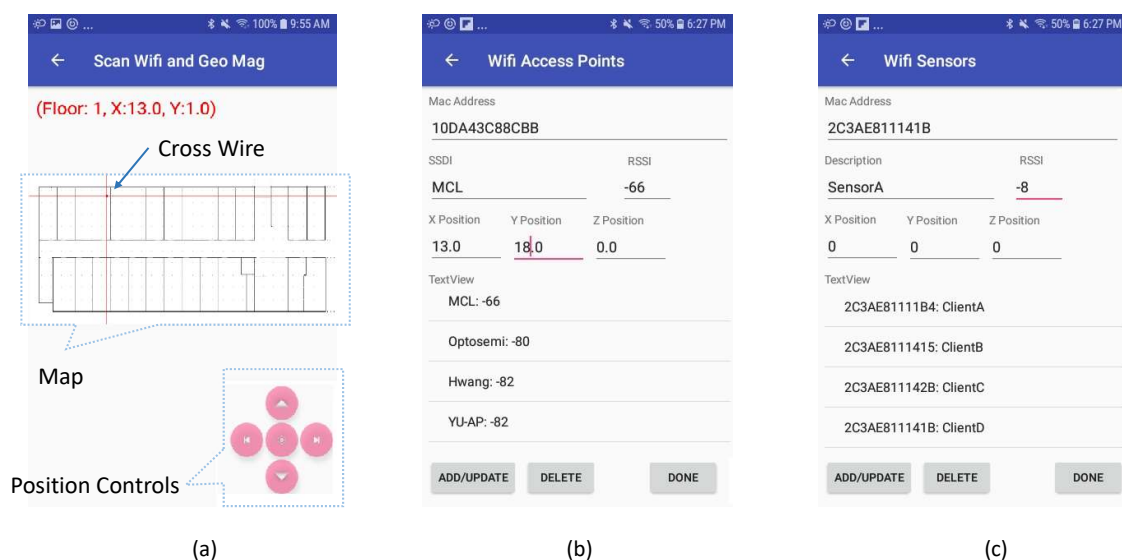 ... 100% 9:55 AM
Scan Wifi and Geo Mag
(Floor: 1, X:13.0, Y:1.0)
Cross Wire
Map
Position Controls
(a)
... 50% 6:27 PM
Wifi Access Points
Mac Address
10DA43C88CBB
SSDI RSSI
MCL -66
X Position Y Position Z Position
13.0 18.0 0.0
TextView
MCL: -66
Optosemi: -80
Hwang: -82
YU-AP: -82
ADD/UPDATE DELETE DONE
(b)
... 50% 6:27 PM
Wifi Sensors
Mac Address
2C3AE811141B
Description RSSI
SensorA -8
X Position Y Position Z Position
0 0 0
TextView
2C3AE81111B4: ClientA
2C3AE8111415: ClientB
2C3AE811142B: ClientC
2C3AE811141B: ClientD
ADD/UPDATE DELETE DONE
(c)